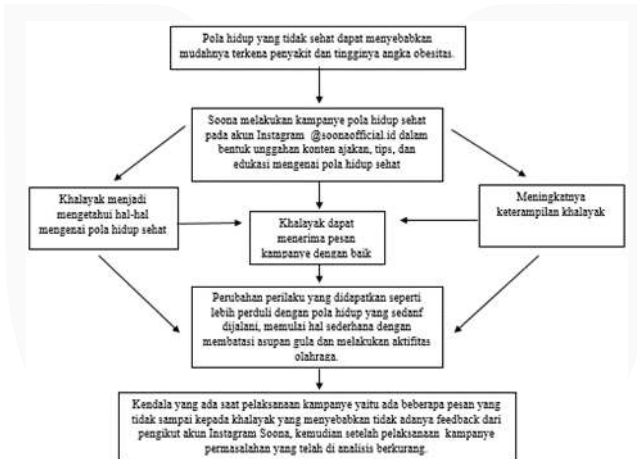 Pola hidup yang tidak sehat dapat menyebabkan
mudahnya terkena penyakit dan tingginya angka obesitas.
Soona melakukan kampanye pola hidup sehat
pada akun Instagram @soonaofficial.id dalam
bentuk unggahan konten ajakan, tips, dan
edukasi mengenai pola hidup sehat
Khalayak menjadi
mengetahui hal-hal
mengenai pola hidup sehat
Khalayak dapat
menerima pesan
kampanye dengan baik
Meningkatnya
keterampilan khalayak
Perubahan perilaku yang didapatkan seperti
lebih perduli dengan pola hidup yang sedanf
dijalani, memulai hal sederhana dengan
membatasi asupan gula dan melakukan aktifitas
olahraga.
Kendala yang ada saat pelaksanaan kampanye yaitu ada beberapa pesan yang
tidak sampai kepada khalayak yang menyebabkan tidak adanya feedback dari
pengikut akun Instagram Soona, kemudian setelah pelaksanaan kampanye
permasalahan yang telah di analisis berkurang.